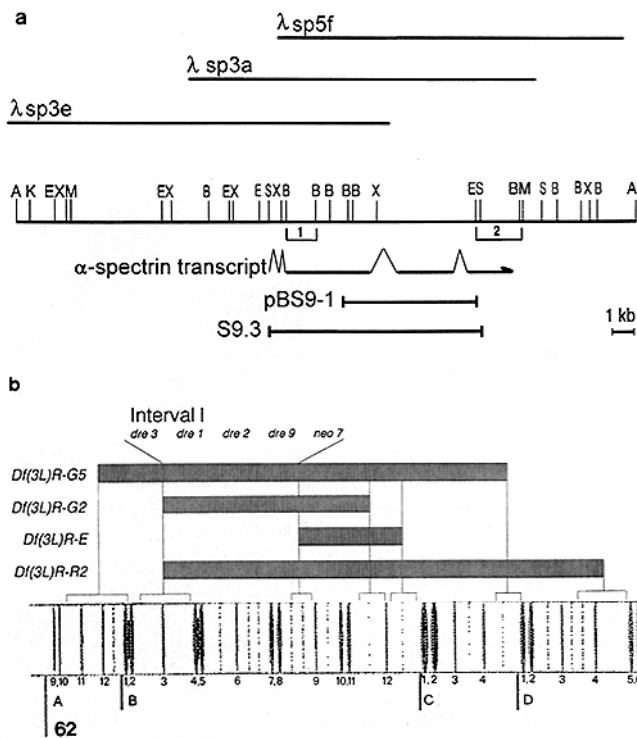 a
λsp5f
λ sp3a
λsp3e
A K EXM EX B EX E SXB B B BB X ES BM S B BXB A
1 2
α-spectrin transcript
pBS9-1
S9.3
1 kb
b
Interval I
dre 3 dre 1 dre 2 dre 9 neo 7
Df(3L)R-G5
Df(3L)R-G2
Df(3L)R-E
Df(3L)R-R2
9,10 11 12 1,2 3 4,5 6 7,8 9 10,11 12 1,2 3 4 1,2 3 4 5,6
A B C D
62